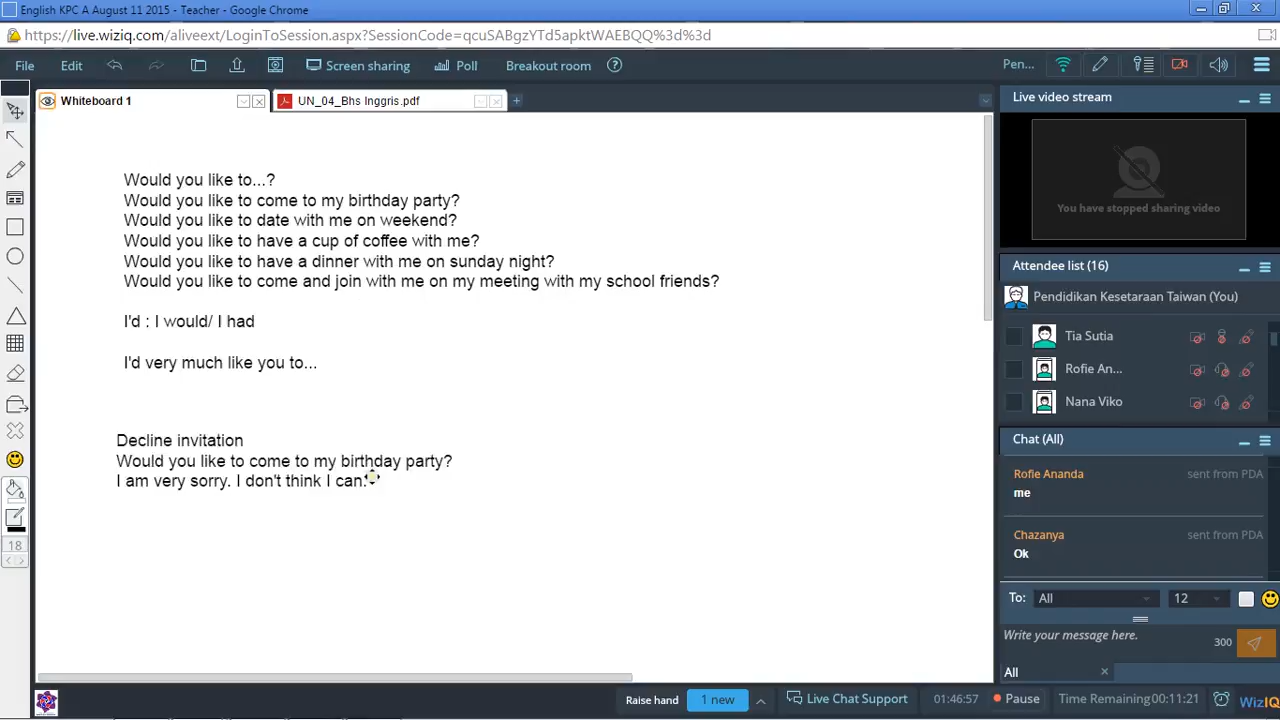 English KPC A August 11 2015 - Teacher - Google Chrome
https://live.wiziq.com/aliveext/LoginToSession.aspx?SessionCode=qcuSABgzYTd5apktWAEBQQ%3d%3d
File Edit Screen sharing Poll Breakout room ? Pen...
Whiteboard 1 UN_04_Bhs Inggris.pdf +
Live video stream
You have stopped sharing video
Would you like to...?
Would you like to come to my birthday party?
Would you like to date with me on weekend?
Would you like to have a cup of coffee with me?
Would you like to have a dinner with me on sunday night?
Would you like to come and join with me on my meeting with my school friends?
I'd : I would/ I had
I'd very much like you to...
Decline invitation
Would you like to come to my birthday party?
I am very sorry. I don't think I can.
18
Attendee list (16)
Pendidikan Kesetaraan Taiwan (You)
Tia Sutia
Rofie An...
Nana Viko
Chat (All)
Rofie Ananda sent from PDA
me
Chazanya sent from PDA
Ok
To: All 12
Write your message here. 300
All
Raise hand 1 new Live Chat Support 01:46:57 Pause Time Remaining 00:11:21 WizIQ